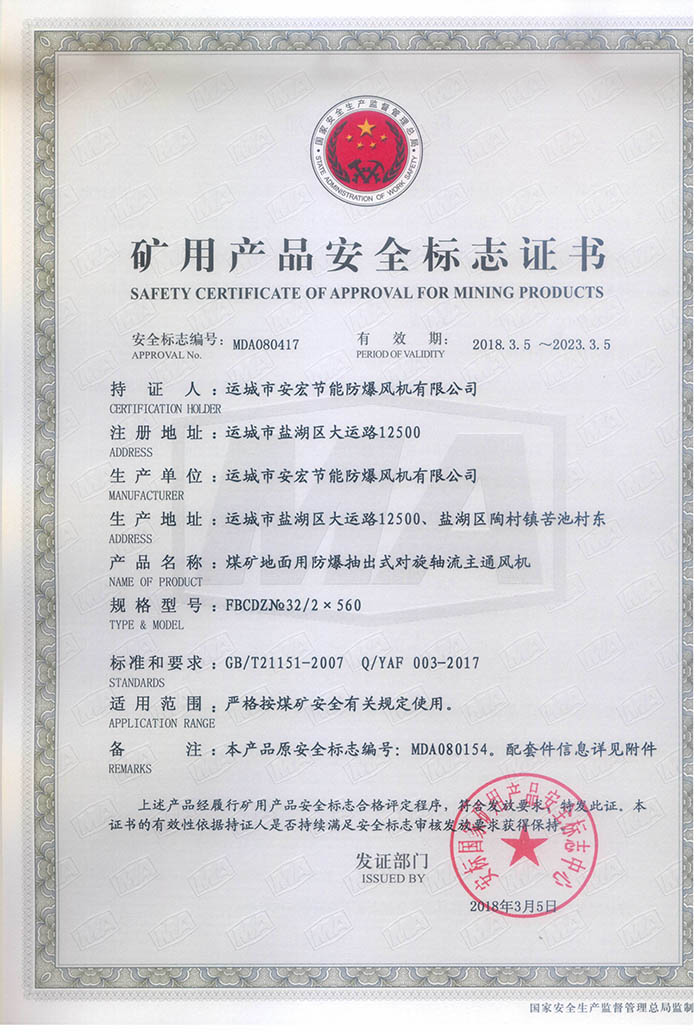 国家安全生产监督管理总局
STATE ADMINISTRATION OF WORK SAFETY
矿用产品安全标志证书
SAFETY CERTIFICATE OF APPROVAL FOR MINING PRODUCTS
安全标志编号: MDA080417 有效期: 2018.3.5 ～2023.3.5
APPROVAL No. PERIOD OF VALIDITY
持证人: 运城市安宏节能防爆风机有限公司
CERTIFICATION HOLDER
注册地址: 运城市盐湖区大运路12500
ADDRESS
生产单位: 运城市安宏节能防爆风机有限公司
MANUFACTURER
生产地址: 运城市盐湖区大运路12500、盐湖区陶村镇苦池村东
ADDRESS
产品名称: 煤矿地面用防爆抽出式对旋轴流主通风机
NAME OF PRODUCT
规格型号: FBCDZ№32/2×560
TYPE & MODEL
标准和要求: GB/T21151-2007 Q/YAF 003-2017
STANDARDS
适用范围: 严格按煤矿安全有关规定使用。
APPLICATION RANGE
备注: 本产品原安全标志编号: MDA080154。配套件信息详见附件
REMARKS
上述产品经履行矿用产品安全标志合格评定程序，符合发放要求，特发此证。本
证书的有效性依据持证人是否持续满足安全标志审核发放要求获得保持。
发证部门
ISSUED BY
安标国家矿用产品安全标志中心
2018年3月5日
国家安全生产监督管理总局监制
MA